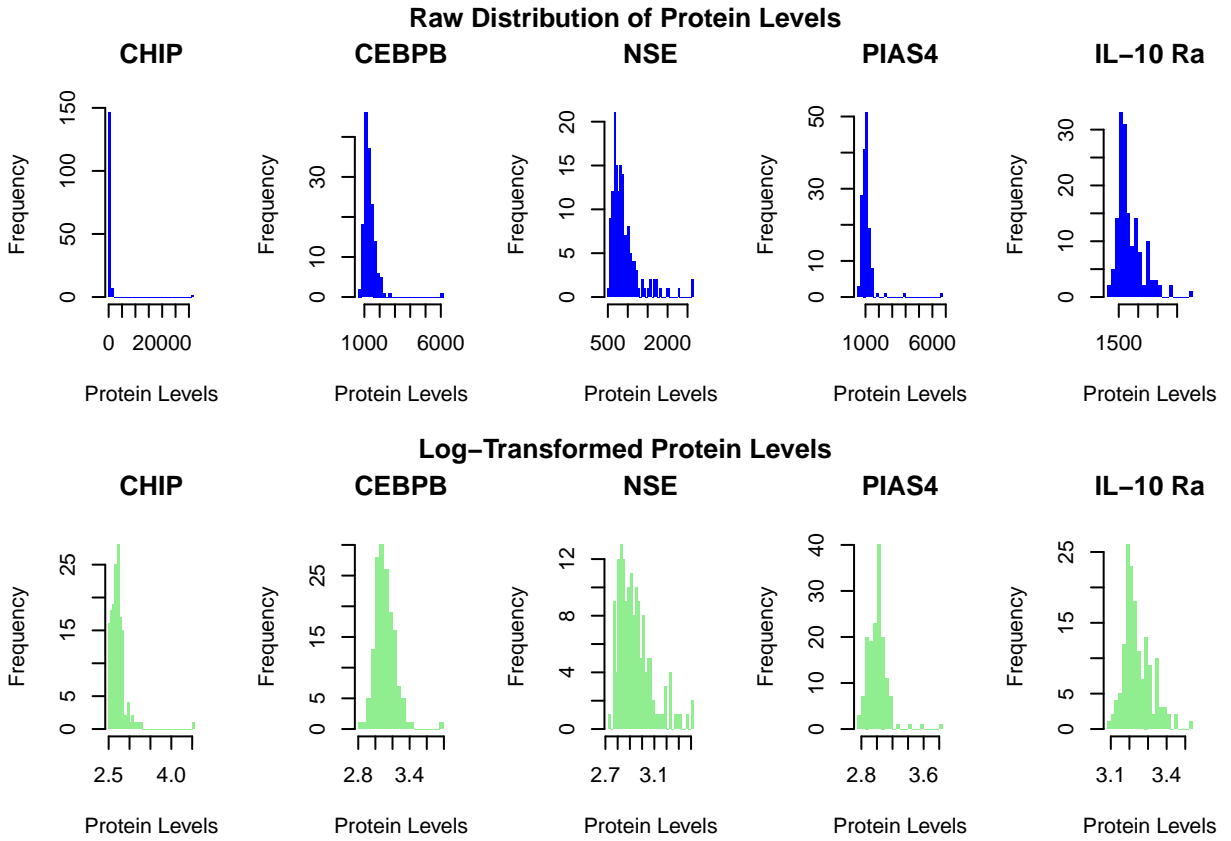 Raw Distribution of Protein Levels
CHIP CEBPB NSE PIAS4 IL−10 Ra
Frequency Frequency Frequency Frequency Frequency
150 100 50 0
30 10 0
20 15 10 5 0
50 30 10 0
30 10 0
0 20000 1000 6000 500 2000 1000 6000 1500
Protein Levels Protein Levels Protein Levels Protein Levels Protein Levels
Log−Transformed Protein Levels
CHIP CEBPB NSE PIAS4 IL−10 Ra
Frequency Frequency Frequency Frequency Frequency
25 15 5 0
25 15 5 0
12 8 4 0
40 30 20 10 0
25 15 5 0
2.5 4.0 2.8 3.4 2.7 3.1 2.8 3.6 3.1 3.4
Protein Levels Protein Levels Protein Levels Protein Levels Protein Levels